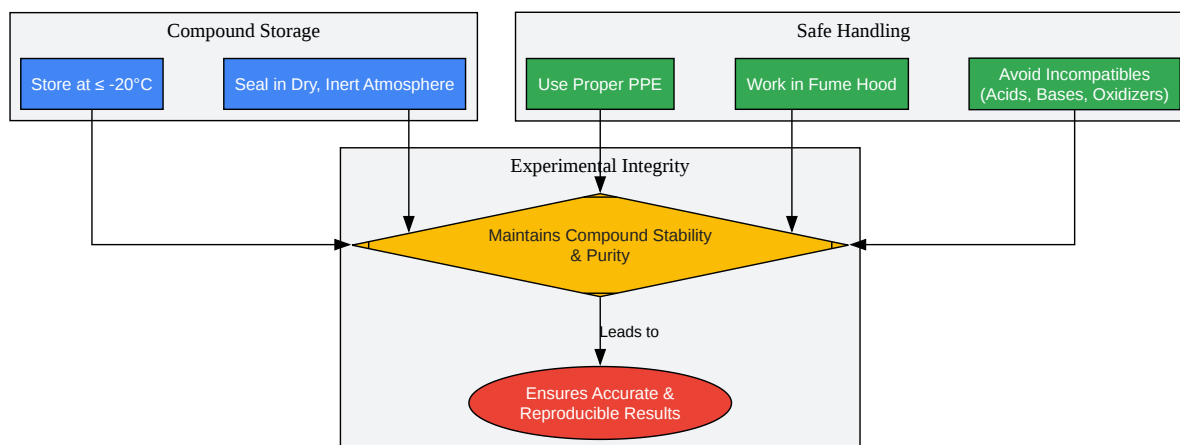 Compound Storage
Safe Handling
Store at ≤ -20°C
Seal in Dry, Inert Atmosphere
Use Proper PPE
Work in Fume Hood
Avoid Incompatibles
(Acids, Bases, Oxidizers)
Experimental Integrity
Maintains Compound Stability
& Purity
Leads to
Ensures Accurate &
Reproducible Results